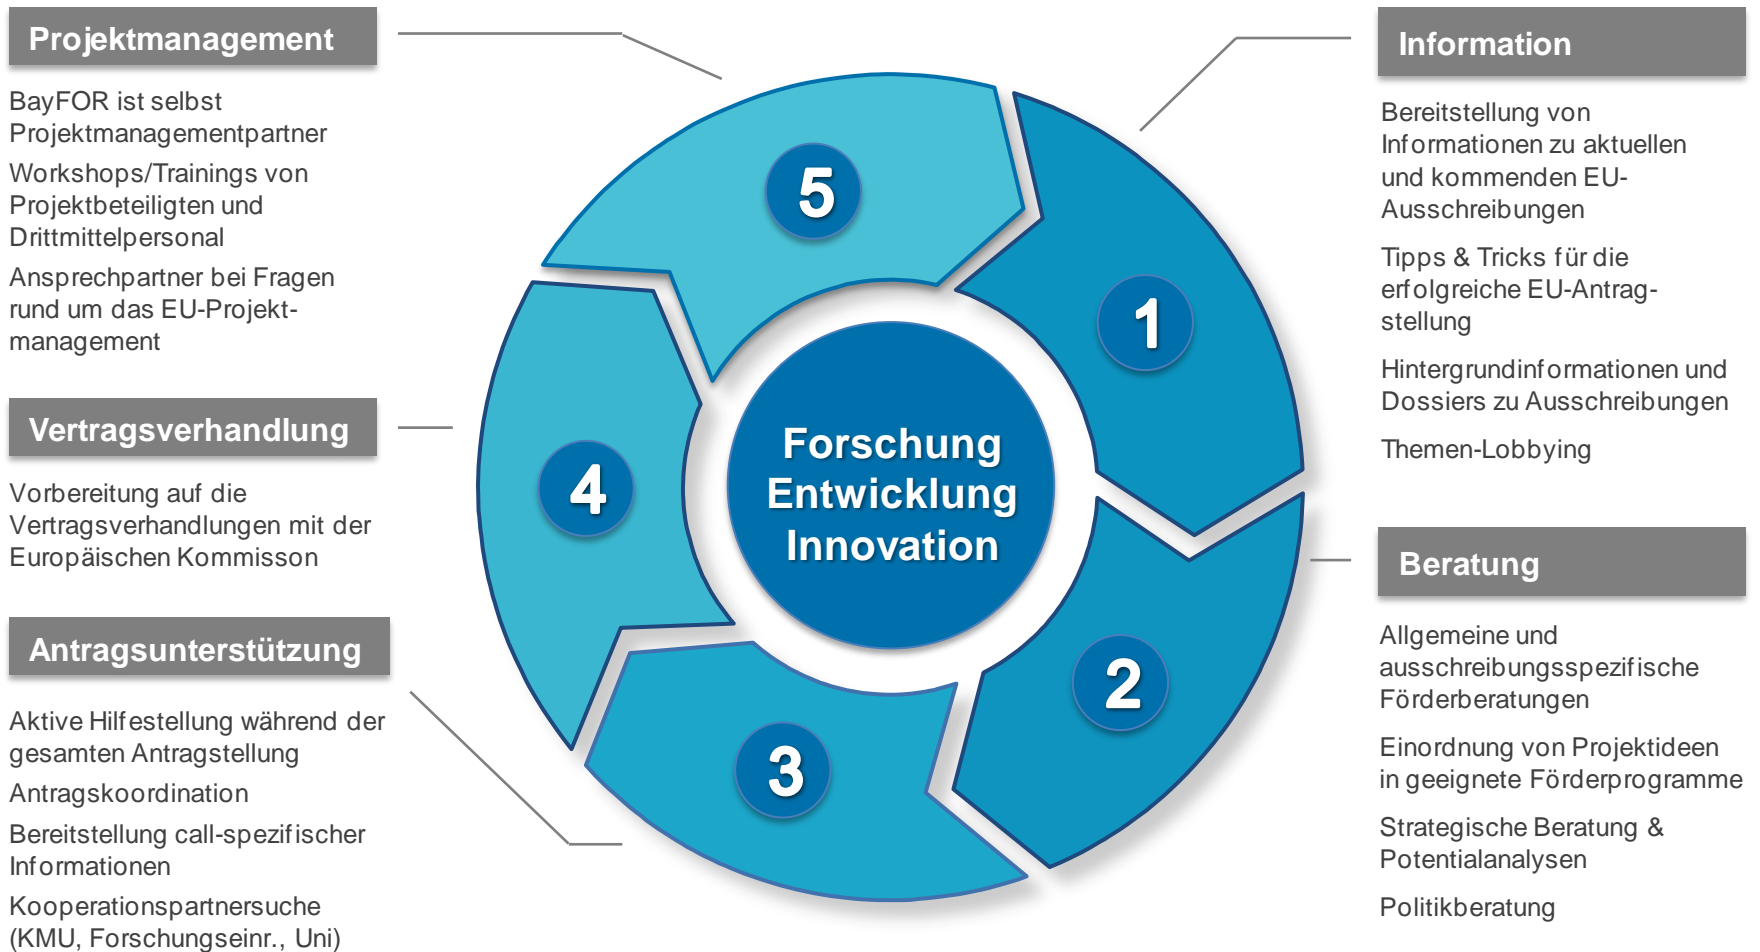 Projektmanagement
BayFOR ist selbst
Projektmanagementpartner
Workshops/Trainings von
Projektbeteiligten und
Drittmittelpersonal
Ansprechpartner bei Fragen
rund um das EU-Projekt-
management
Vertragsverhandlung
Vorbereitung auf die
Vertragsverhandlungen mit der
Europäischen Kommisson
Antragsunterstützung
Aktive Hilfestellung während der
gesamten Antragstellung
Antragskoordination
Bereitstellung call-spezifischer
Informationen
Kooperationspartnersuche
(KMU, Forschungseinr., Uni)
5
1
4
2
3
Forschung
Entwicklung
Innovation
Information
Bereitstellung von
Informationen zu aktuellen
und kommenden EU-
Ausschreibungen
Tipps & Tricks für die
erfolgreiche EU-Antrag-
stellung
Hintergrundinformationen und
Dossiers zu Ausschreibungen
Themen-Lobbying
Beratung
Allgemeine und
ausschreibungsspezifische
Förderberatungen
Einordnung von Projektideen
in geeignete Förderprogramme
Strategische Beratung &
Potentialanalysen
Politikberatung